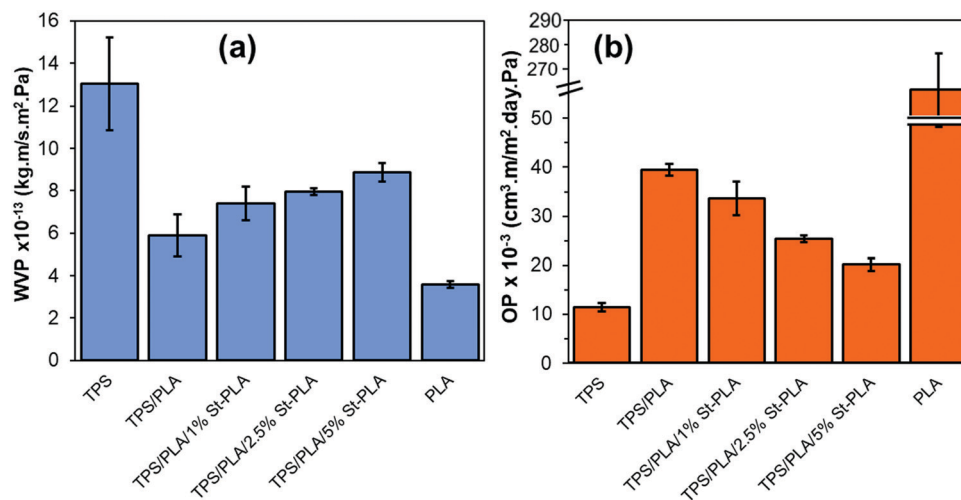 (a)
WVP x10⁻¹³ (kg.m/s.m².Pa)
16
14
12
10
8
6
4
2
0
TPS
TPS/PLA
TPS/PLA/1% St-PLA
TPS/PLA/2.5% St-PLA
TPS/PLA/5% St-PLA
PLA
(b)
OP x 10⁻³ (cm³.m/m².day.Pa)
290
280
270
50
40
30
20
10
0
TPS
TPS/PLA
TPS/PLA/1% St-PLA
TPS/PLA/2.5% St-PLA
TPS/PLA/5% St-PLA
PLA